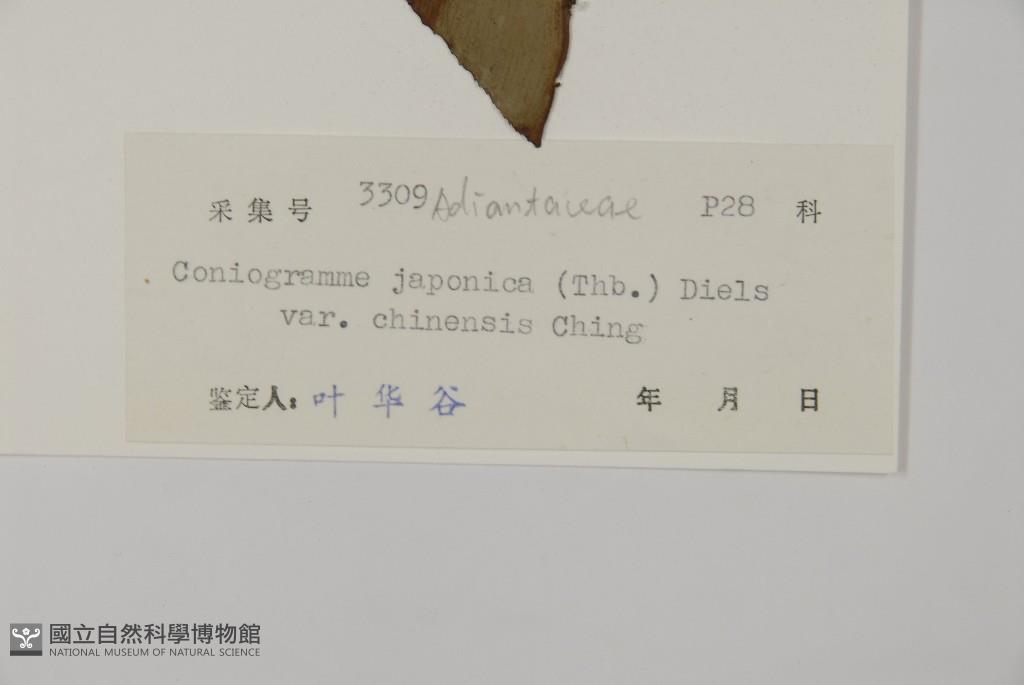 采集号 3309 Adiantaceae P28 科
Coniogramme japonica (Thb.) Diels
var. chinensis Ching
鉴定人: 叶华谷 年 月 日
國立自然科學博物館
NATIONAL MUSEUM OF NATURAL SCIENCE